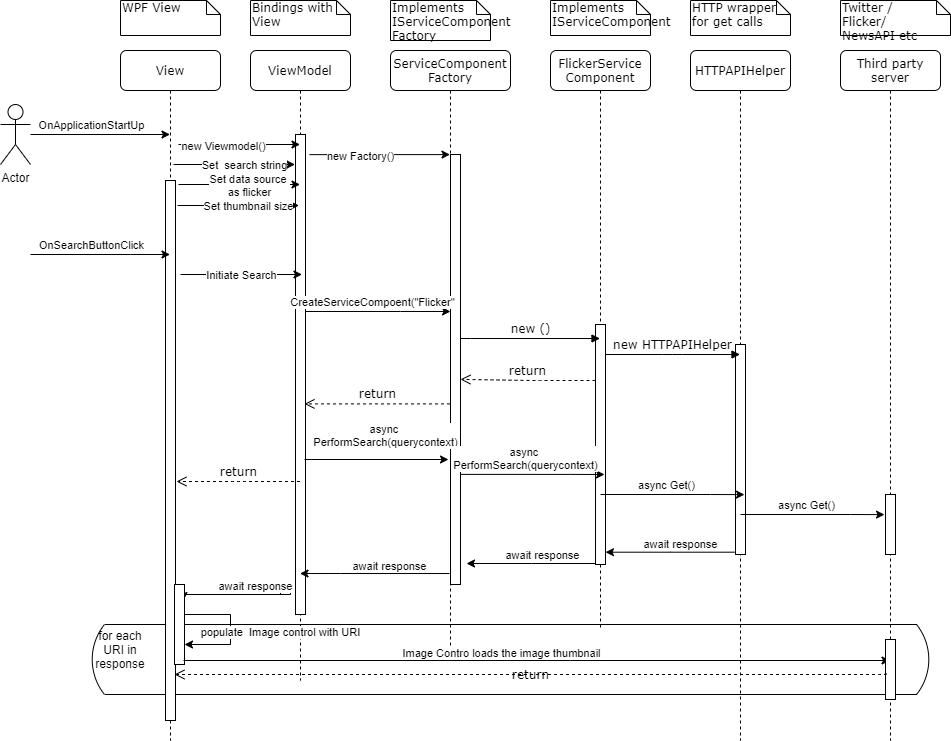 WPF View
Bindings with
View
Implements
IServiceComponent
Factory
Implements
IServiceComponent
HTTP wrapper
for get calls
Twitter /
Flicker/
NewsAPI etc
View
ViewModel
ServiceComponent
Factory
FlickerService
Component
HTTPAPIHelper
Third party
server
Actor
OnApplicationStartUp
new Viewmodel()
new Factory()
Set  search string
Set data source
as flicker
Set thumbnail size
OnSearchButtonClick
Initiate Search
CreateServiceCompoent("Flicker"
new ()
new HTTPAPIHelper
return
return
async
PerformSearch(querycontext)
async
PerformSearch(querycontext)
return
async Get()
async Get()
await response
await response
await response
await response
populate  Image control with URI
for each
URI in
response
Image Contro loads the image thumbnail
return